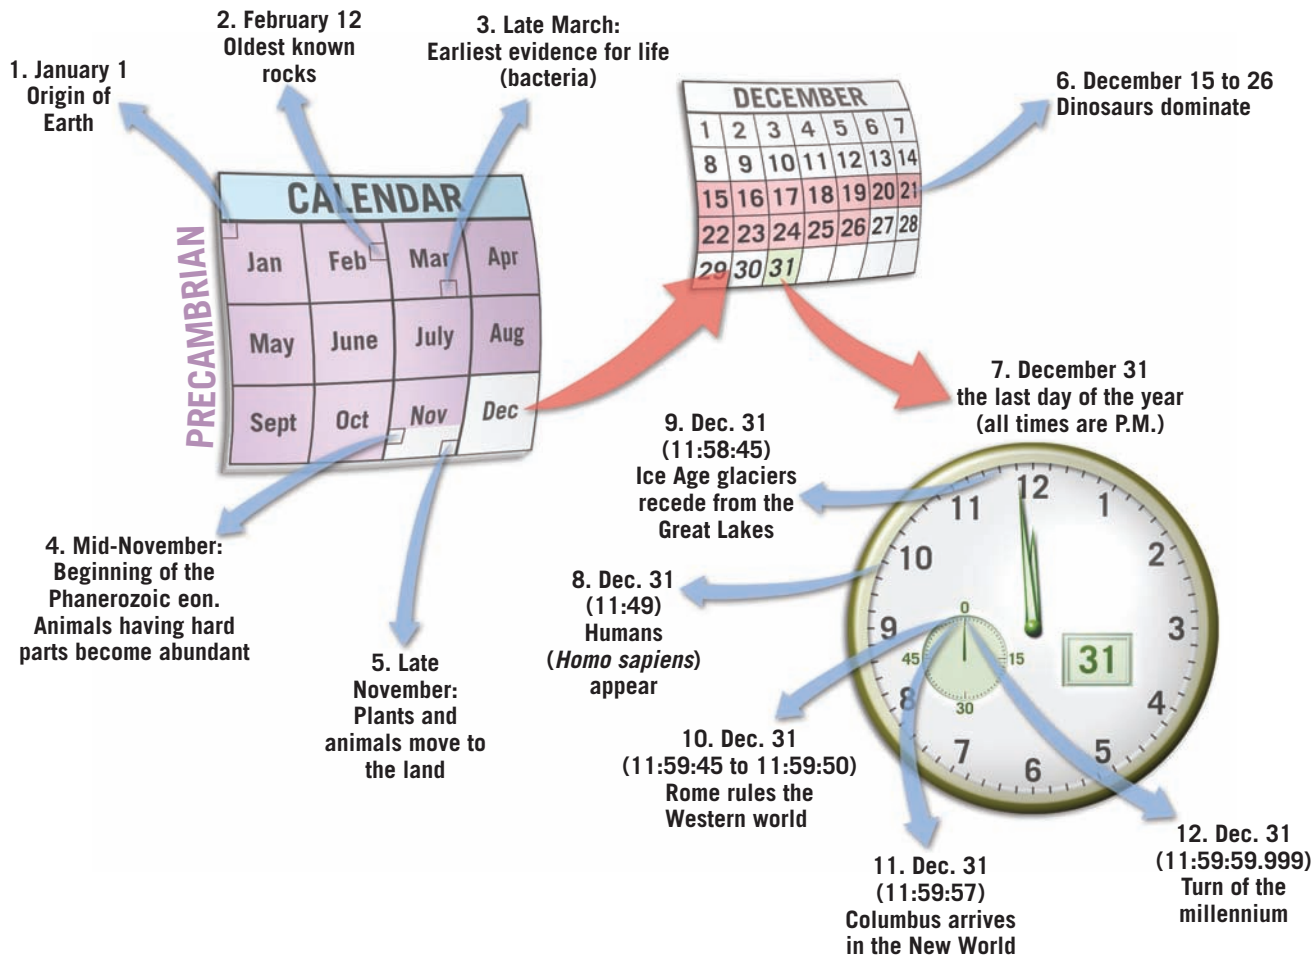 1. January 1
Origin of
Earth
2. February 12
Oldest known
rocks
3. Late March:
Earliest evidence for life
(bacteria)
PRECAMBRIAN
CALENDAR
Jan Feb Mar Apr
May June July Aug
Sept Oct Nov Dec
4. Mid-November:
Beginning of the
Phanerozoic eon.
Animals having hard
parts become abundant
5. Late
November:
Plants and
animals move to
the land
DECEMBER
1 2 3 4 5 6 7
8 9 10 11 12 13 14
15 16 17 18 19 20 21
22 23 24 25 26 27 28
29 30 31
6. December 15 to 26
Dinosaurs dominate
7. December 31
the last day of the year
(all times are P.M.)
8. Dec. 31
(11:49)
Humans
(Homo sapiens)
appear
9. Dec. 31
(11:58:45)
Ice Age glaciers
recede from the
Great Lakes
10. Dec. 31
(11:59:45 to 11:59:50)
Rome rules the
Western world
11. Dec. 31
(11:59:57)
Columbus arrives
in the New World
12. Dec. 31
(11:59:59.999)
Turn of the
millennium
12
1
2
3
4
5
6
7
8
9
10
11
0
15
30
45
31